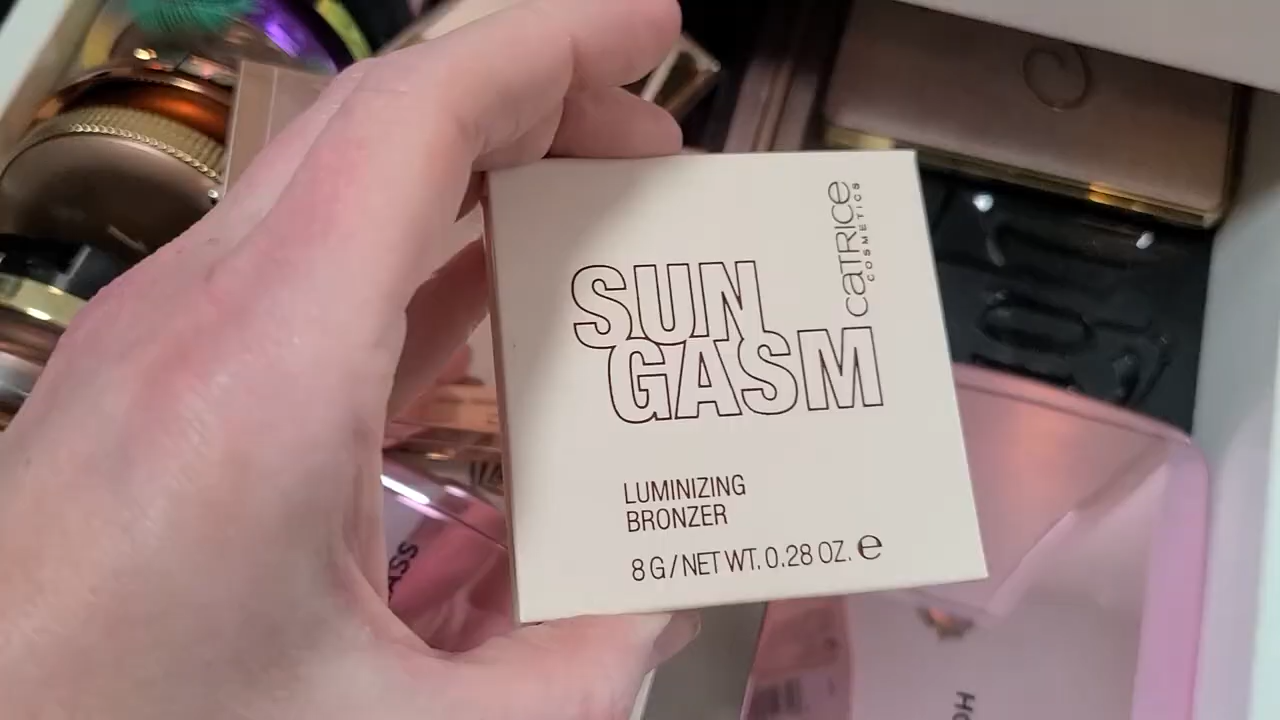 CATRICE
COSMETICS
SUN
GASM
LUMINIZING
BRONZER
8 G/NET WT. 0.28 OZ. ℮